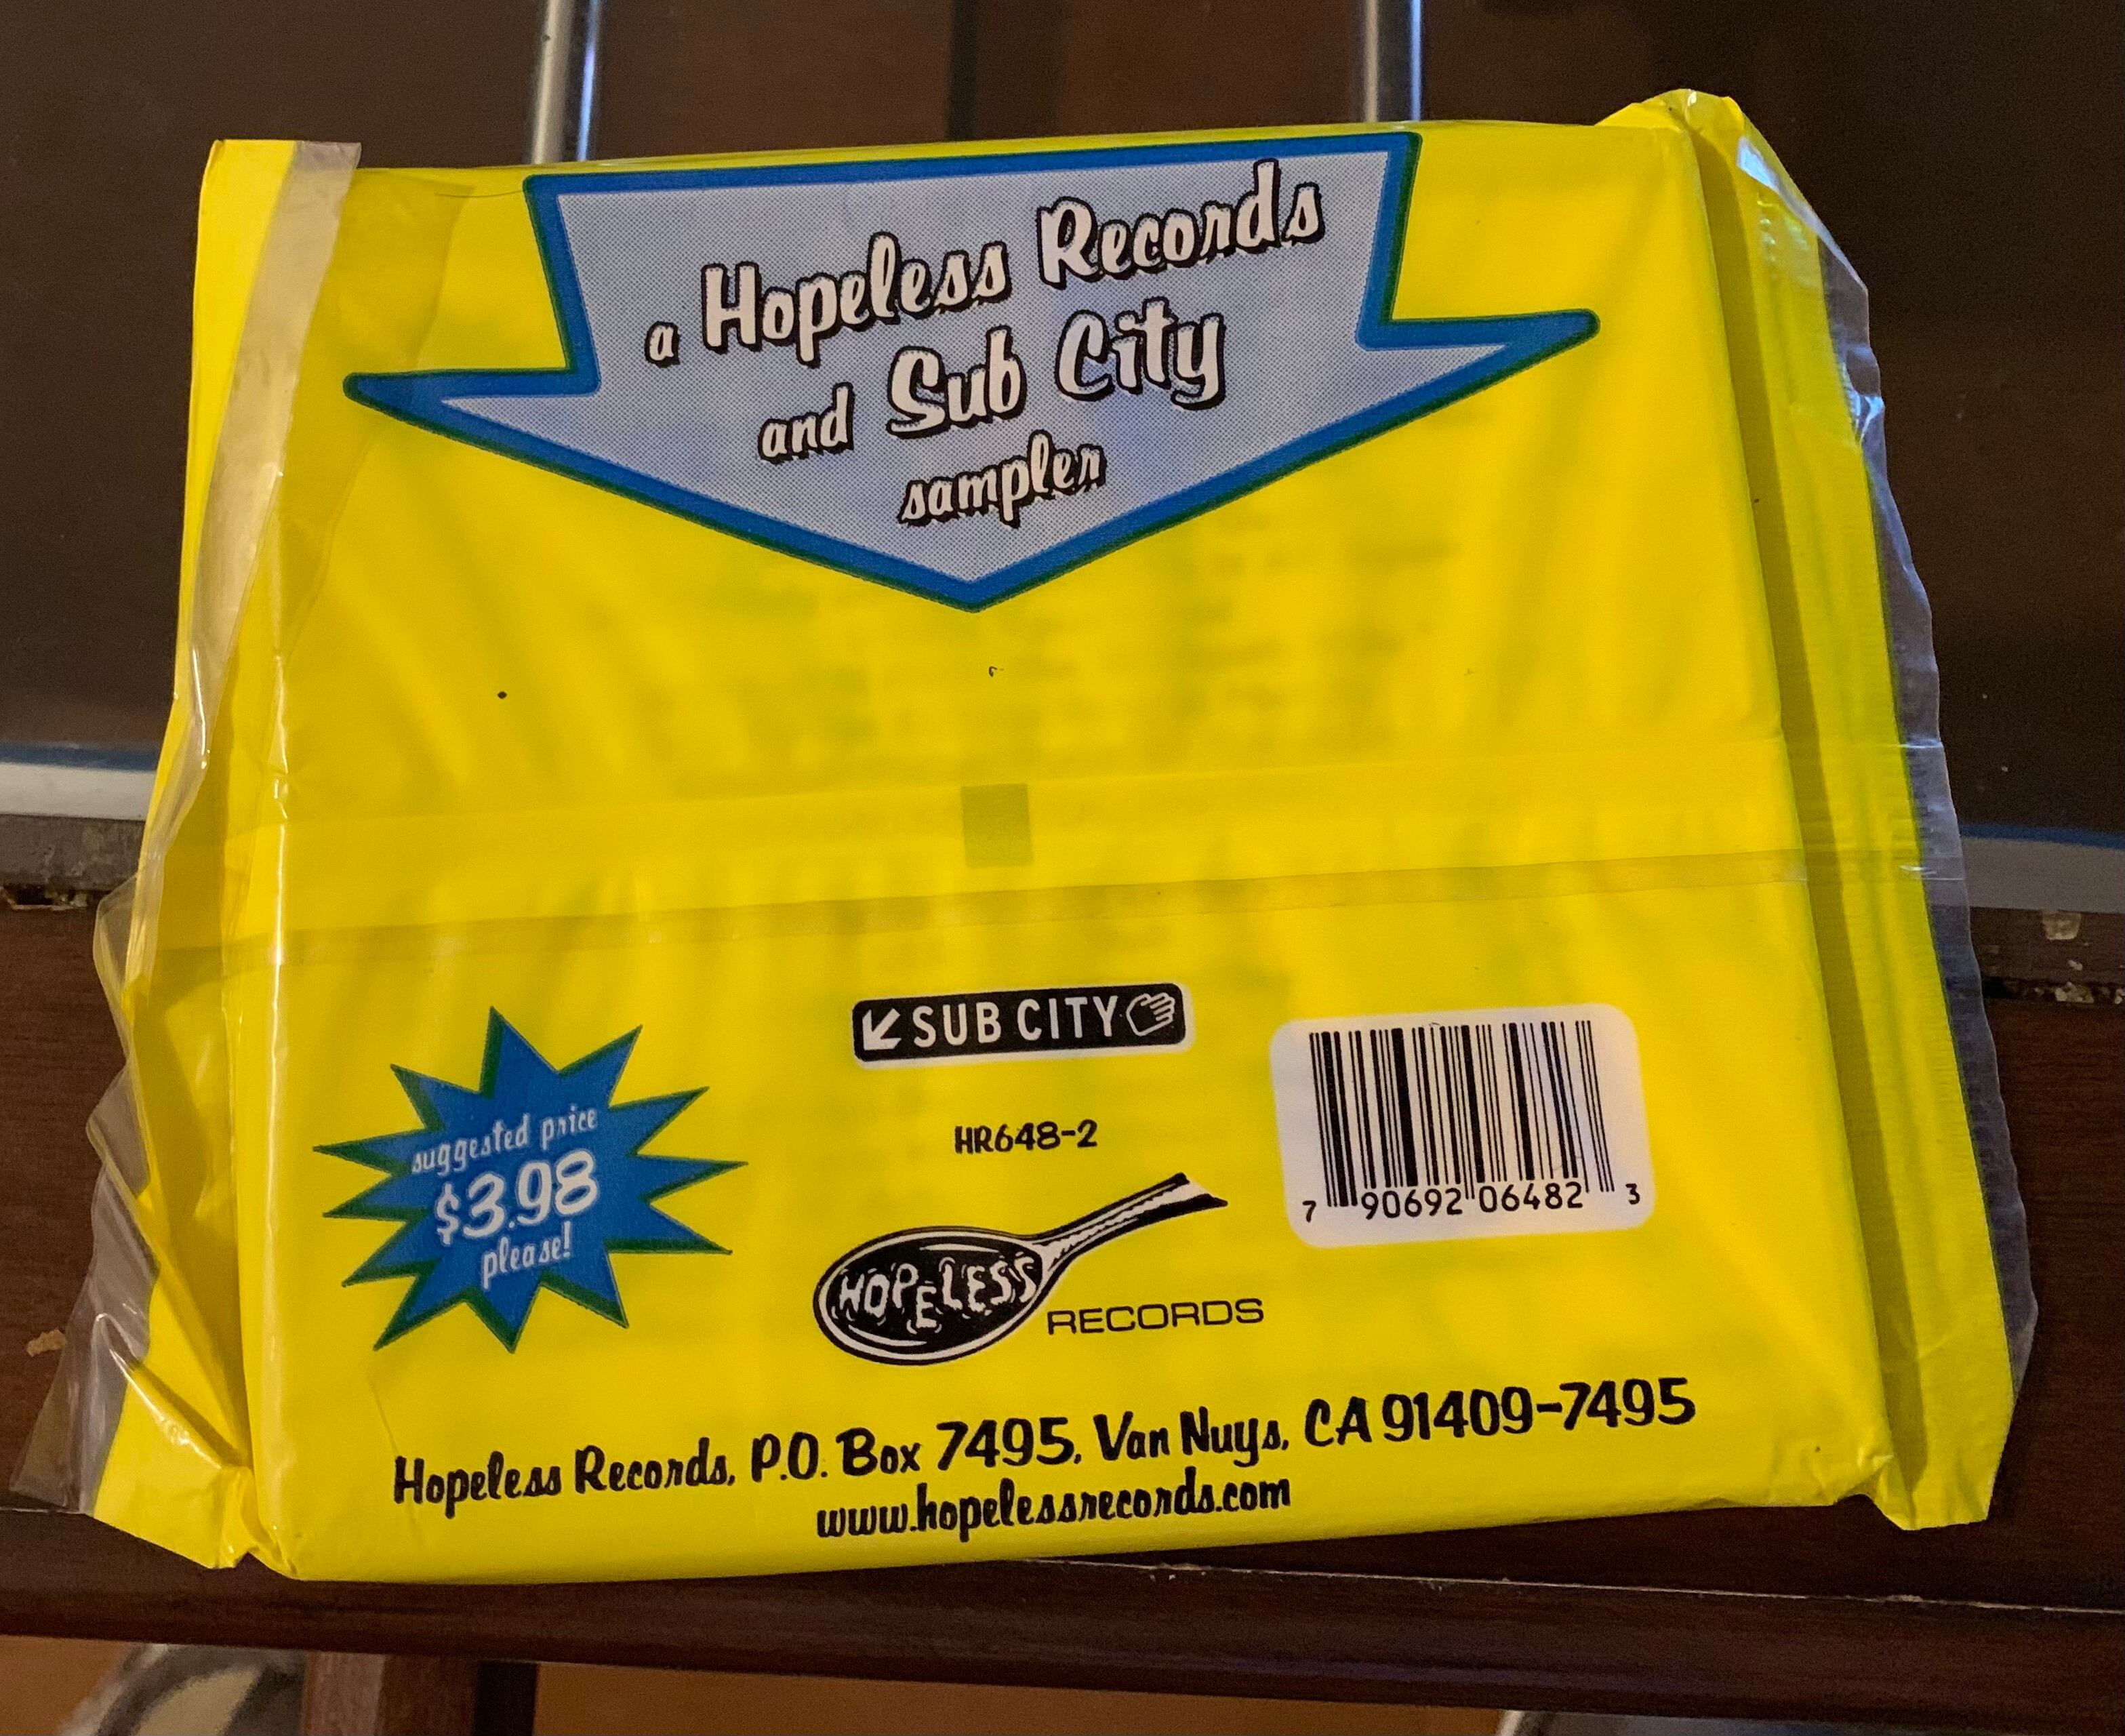 a Hopeless Records
and Sub City
sampler
SUB CITY
suggested price
$3.98
please!
HR648-2
7 90692 06482 3
HOPELESS
RECORDS
Hopeless Records, P.O. Box 7495, Van Nuys, CA 91409-7495
www.hopelessrecords.com